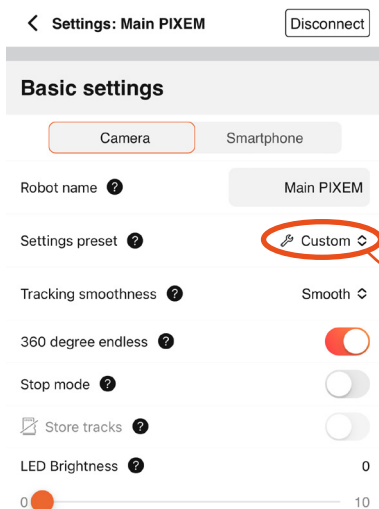 Settings: Main PIXEM Disconnect
Basic settings
Camera Smartphone
Robot name ? Main PIXEM
Settings preset ? Custom
Tracking smoothness ? Smooth
360 degree endless ?
Stop mode ?
Store tracks ?
LED Brightness ? 0
0 10